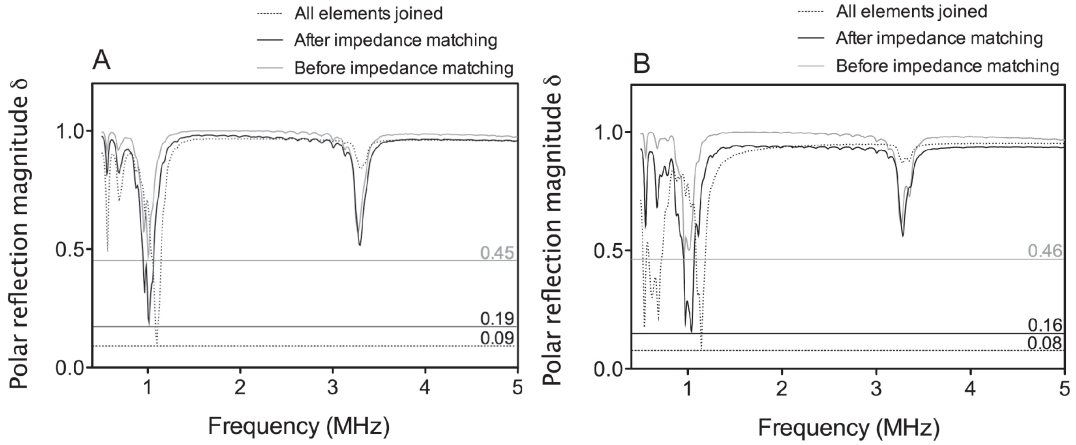 All elements joined
After impedance matching
Before impedance matching
A
Polar reflection magnitude δ
1.0
0.5
0.0
0.45
0.19
0.09
1
2
3
4
5
Frequency (MHz)
All elements joined
After impedance matching
Before impedance matching
B
Polar reflection magnitude δ
1.0
0.5
0.0
0.46
0.16
0.08
1
2
3
4
5
Frequency (MHz)